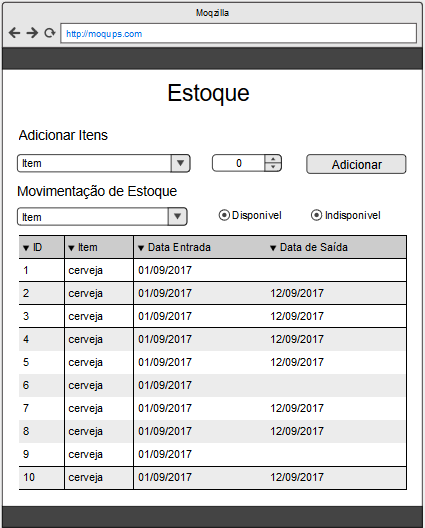 Moqzilla
http://moqups.com
Estoque
Adicionar Itens
Item 0 Adicionar
Movimentação de Estoque
Item Disponivel Indisponivel
ID Item Data Entrada Data de Saída
1 cerveja 01/09/2017
2 cerveja 01/09/2017 12/09/2017
3 cerveja 01/09/2017 12/09/2017
4 cerveja 01/09/2017 12/09/2017
5 cerveja 01/09/2017 12/09/2017
6 cerveja 01/09/2017
7 cerveja 01/09/2017 12/09/2017
8 cerveja 01/09/2017 12/09/2017
9 cerveja 01/09/2017
10 cerveja 01/09/2017 12/09/2017